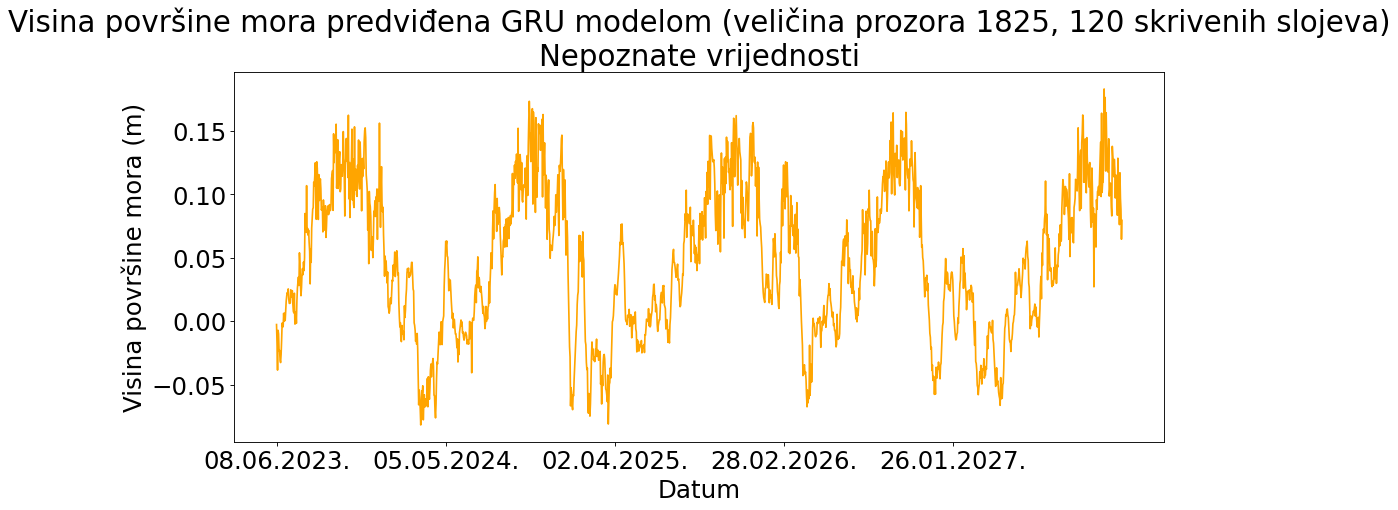 Visina površine mora predviđena GRU modelom (veličina prozora 1825, 120 skrivenih slojeva)
Nepoznate vrijednosti
Visina površine mora (m)
0.15
0.10
0.05
0.00
−0.05
08.06.2023. 05.05.2024. 02.04.2025. 28.02.2026. 26.01.2027.
Datum